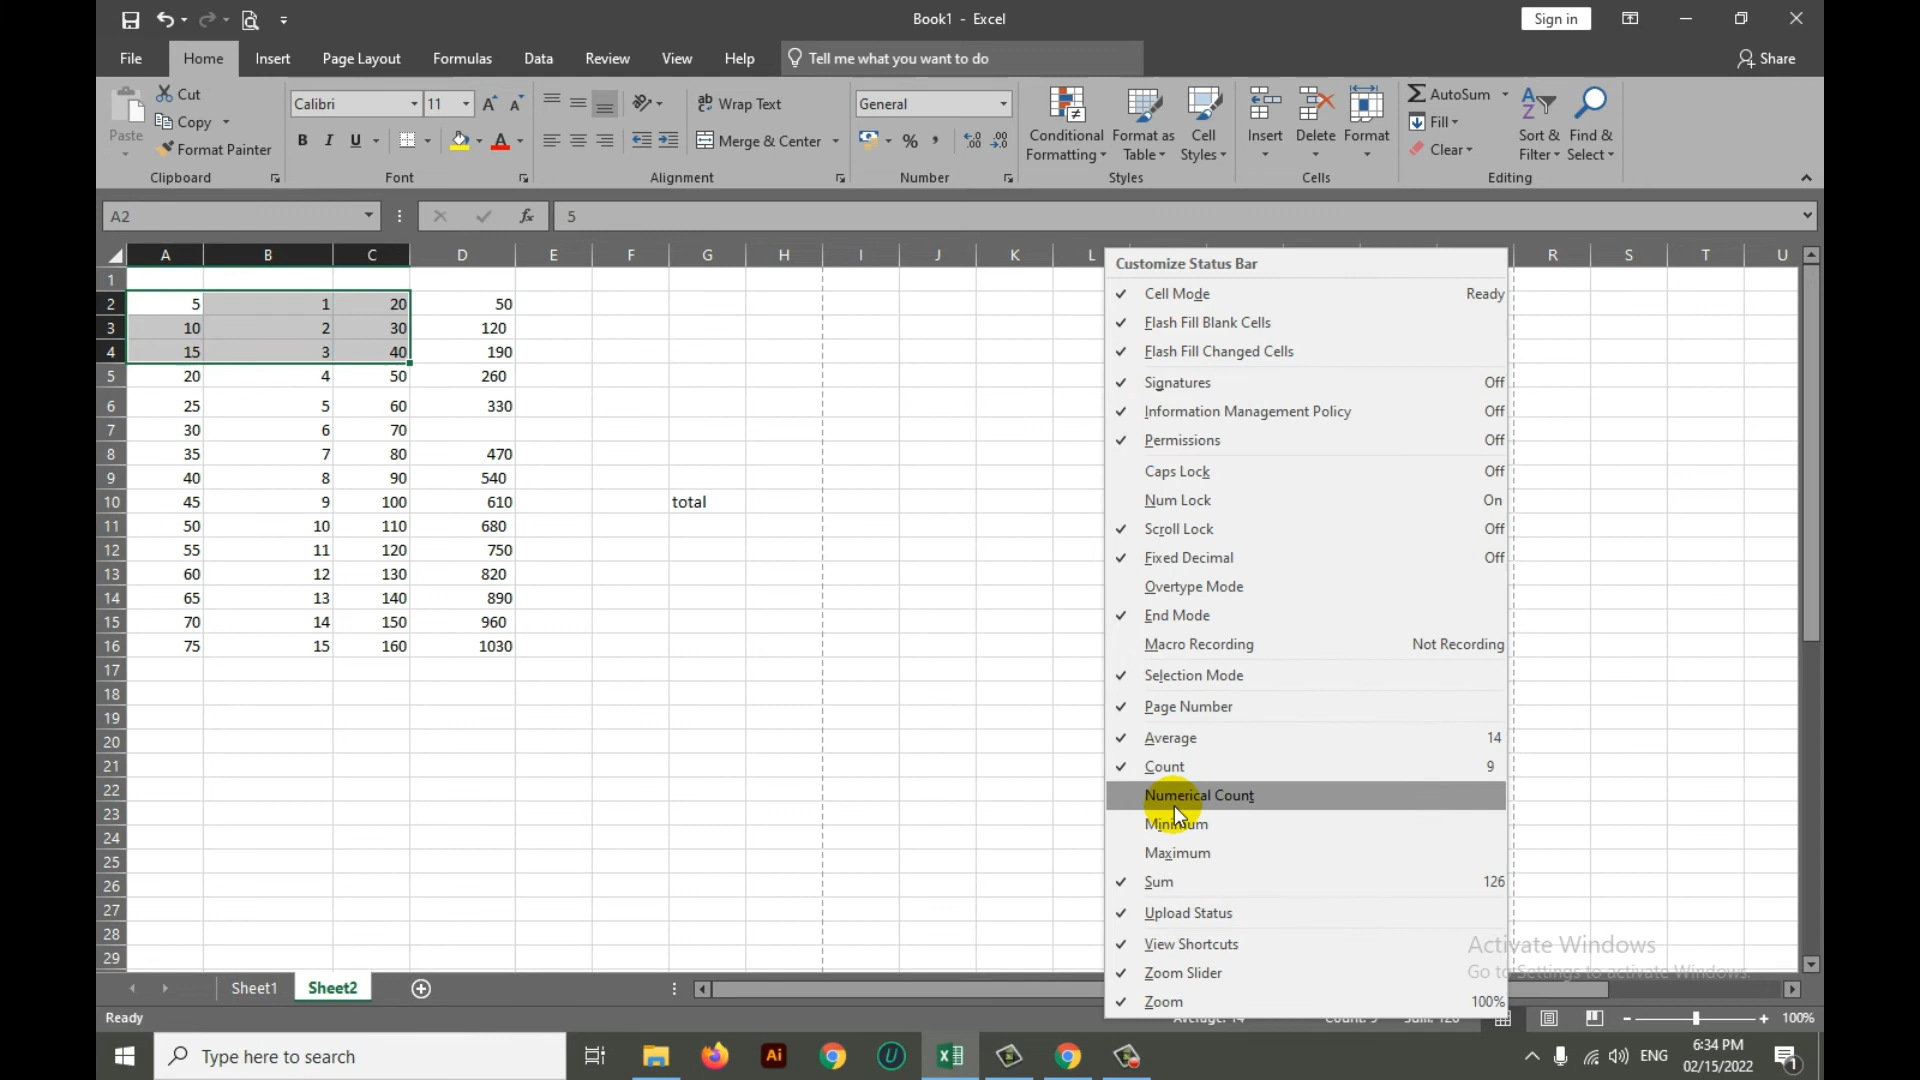 Book1 - Excel
Sign in
File Home Insert Page Layout Formulas Data Review View Help Tell me what you want to do Share
Paste
Cut
Copy
Format Painter
Clipboard
Calibri 11
B I U
Font
Wrap Text
Merge & Center
Alignment
General
Number
Conditional Formatting
Format as Table
Cell Styles
Styles
Insert Delete Format
Cells
AutoSum
Fill
Clear
Sort & Filter
Find & Select
Editing
A2 fx 5
A B C D E F G H I J K L R S T U
1
2 5 1 20 50
3 10 2 30 120
4 15 3 40 190
5 20 4 50 260
6 25 5 60 330
7 30 6 70
8 35 7 80 470
9 40 8 90 540
10 45 9 100 610 total
11 50 10 110 680
12 55 11 120 750
13 60 12 130 820
14 65 13 140 890
15 70 14 150 960
16 75 15 160 1030
17
18
19
20
21
22
23
24
25
26
27
28
29
Customize Status Bar
Cell Mode Ready
Flash Fill Blank Cells
Flash Fill Changed Cells
Signatures Off
Information Management Policy Off
Permissions Off
Caps Lock Off
Num Lock On
Scroll Lock Off
Fixed Decimal Off
Overtype Mode
End Mode
Macro Recording Not Recording
Selection Mode
Page Number
Average 14
Count 9
Numerical Count
Minimum
Maximum
Sum 126
Upload Status
View Shortcuts
Zoom Slider
Zoom 100%
Activate Windows
Go to Settings to activate Windows.
Sheet1 Sheet2
Ready 100%
Type here to search
Ai
ENG
6:34 PM
02/15/2022
1